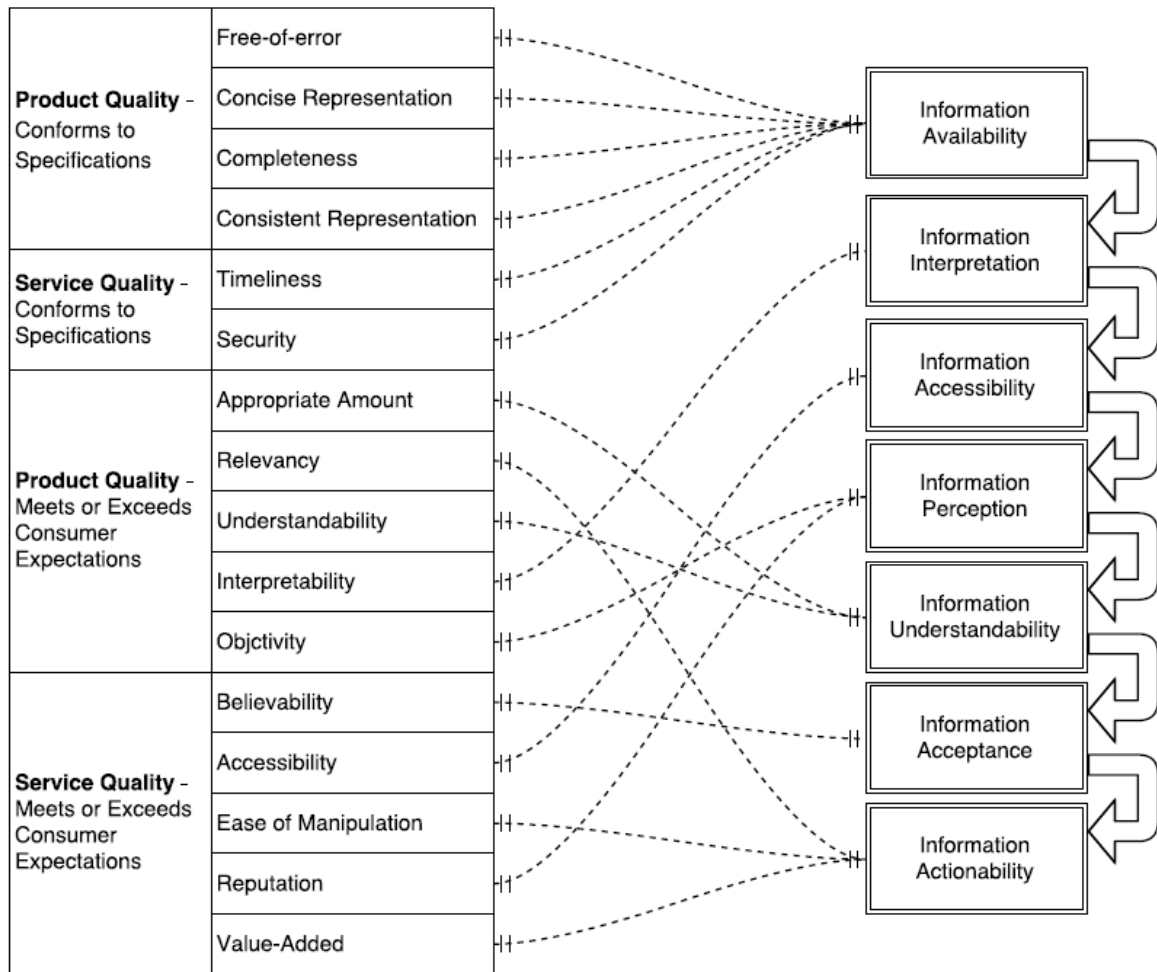 Product Quality -
Conforms to
Specifications
Free-of-error
Concise Representation
Completeness
Consistent Representation
Service Quality -
Conforms to
Specifications
Timeliness
Security
Product Quality -
Meets or Exceeds
Consumer
Expectations
Appropriate Amount
Relevancy
Understandability
Interpretability
Objctivity
Service Quality -
Meets or Exceeds
Consumer
Expectations
Believability
Accessibility
Ease of Manipulation
Reputation
Value-Added
Information
Availability
Information
Interpretation
Information
Accessibility
Information
Perception
Information
Understandability
Information
Acceptance
Information
Actionability